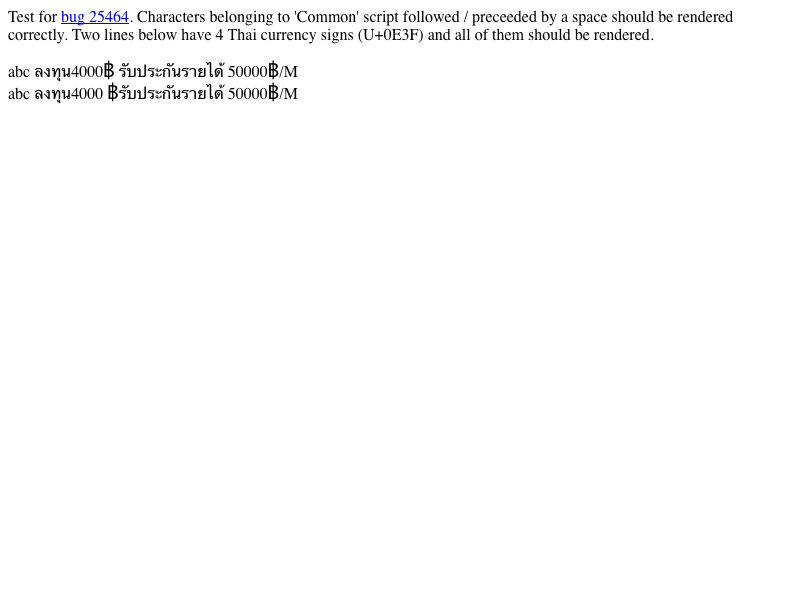 Test for bug 25464. Characters belonging to 'Common' script followed / preceeded by a space should be rendered
correctly. Two lines below have 4 Thai currency signs (U+0E3F) and all of them should be rendered.
abc ลงทุน4000฿ รับประกันรายได้ 50000฿/M
abc ลงทุน4000 ฿รับประกันรายได้ 50000฿/M